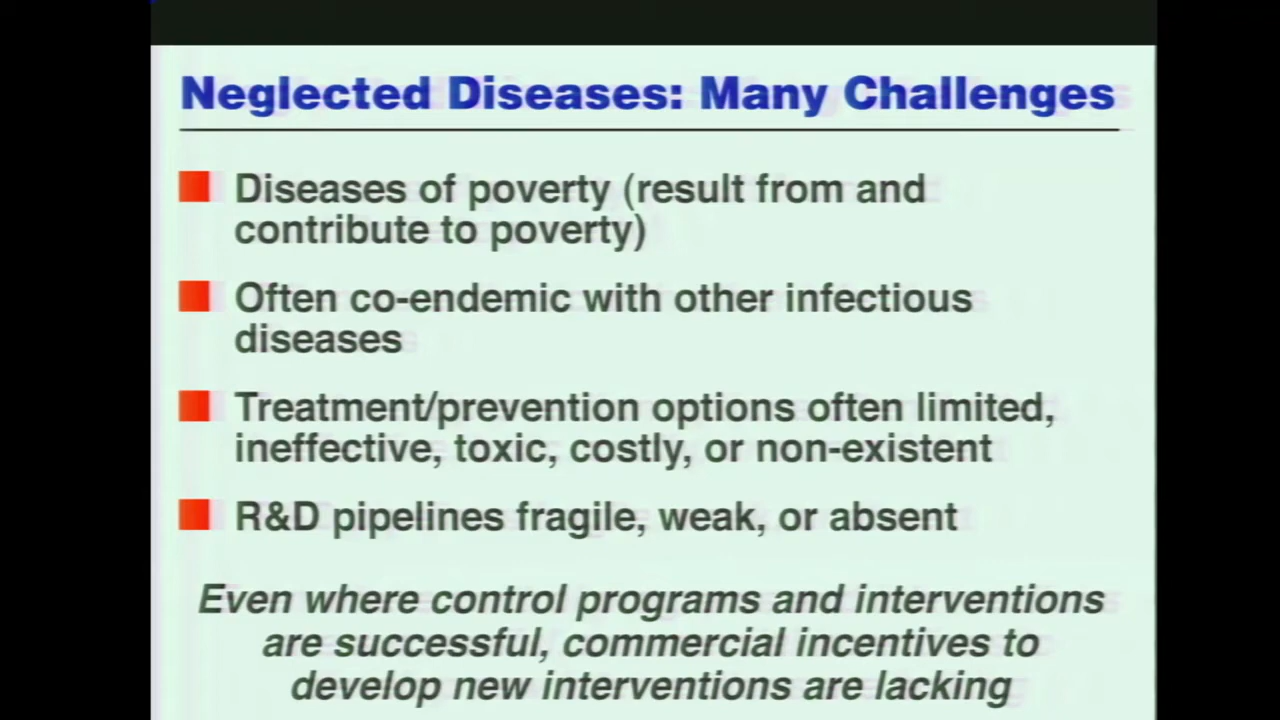 Neglected Diseases: Many Challenges
Diseases of poverty (result from and
contribute to poverty)
Often co-endemic with other infectious
diseases
Treatment/prevention options often limited,
ineffective, toxic, costly, or non-existent
R&D pipelines fragile, weak, or absent
Even where control programs and interventions
are successful, commercial incentives to
develop new interventions are lacking